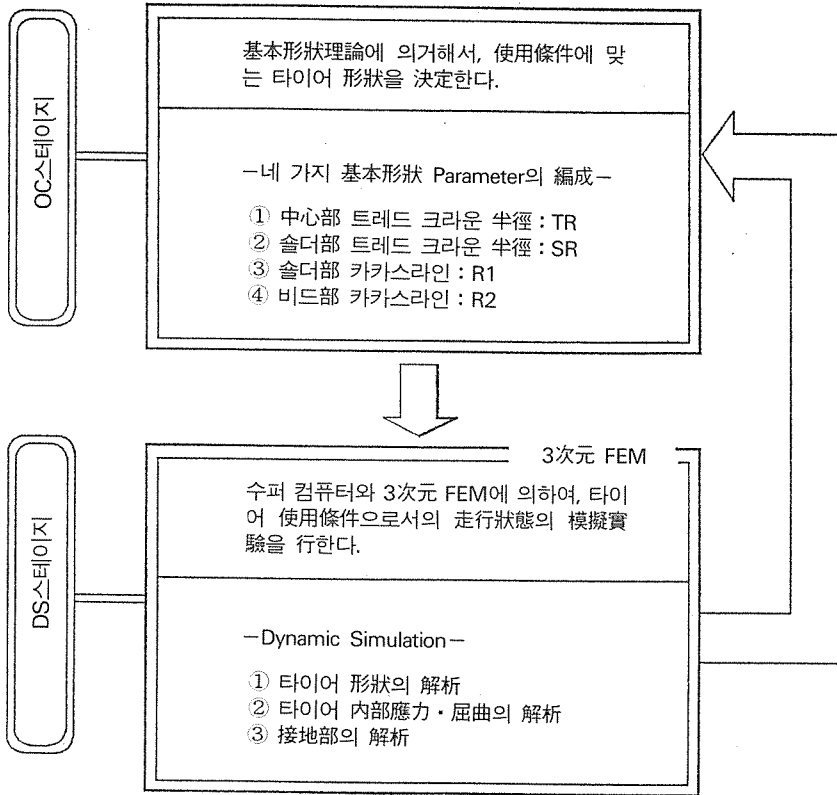 OC스테이지
基本形狀理論에 의거해서, 使用條件에 맞
는 타이어 形狀을 決定한다.
—네 가지 基本形狀 Parameter의 編成—
① 中心部 트레드 크라운 半徑 : TR
② 숄더部 트레드 크라운 半徑 : SR
③ 숄더部 카카스라인 : R1
④ 비드部 카카스라인 : R2
DS스테이지
3次元 FEM
수퍼 컴퓨터와 3次元 FEM에 의하여, 타이
어 使用條件으로서의 走行狀態의 模擬實
驗을 行한다.
—Dynamic Simulation—
① 타이어 形狀의 解析
② 타이어 內部應力・屈曲의 解析
③ 接地部의 解析